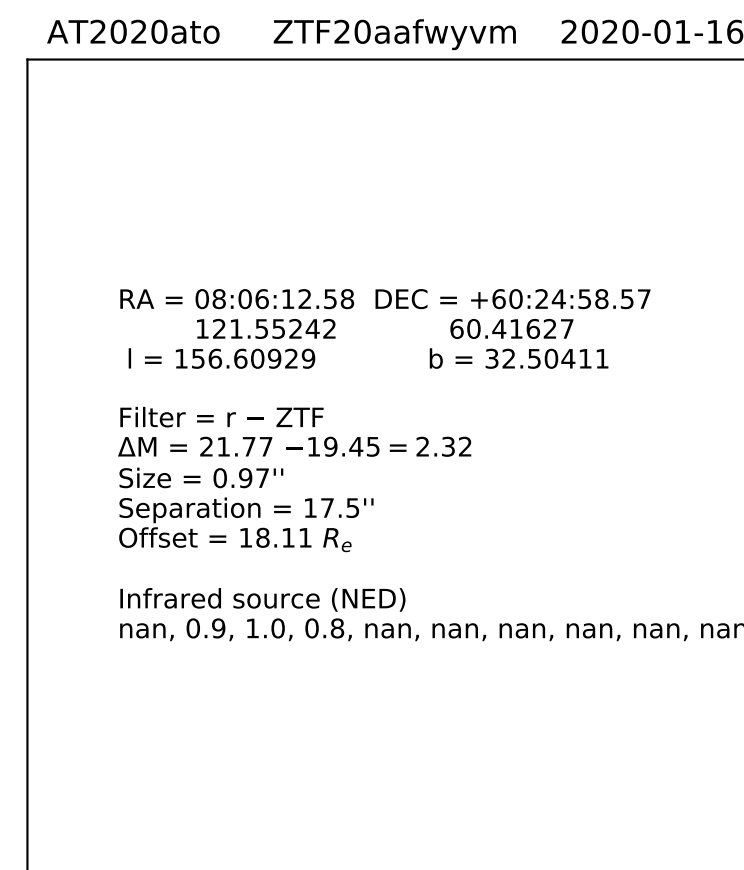 AT2020ato ZTF20aafwyvm 2020-01-16
RA = 08:06:12.58 DEC = +60:24:58.57
121.55242 60.41627
l = 156.60929 b = 32.50411
Filter = r − ZTF
ΔM = 21.77 −19.45 = 2.32
Size = 0.97''
Separation = 17.5''
Offset = 18.11 Re
Infrared source (NED)
nan, 0.9, 1.0, 0.8, nan, nan, nan, nan, nan, nan